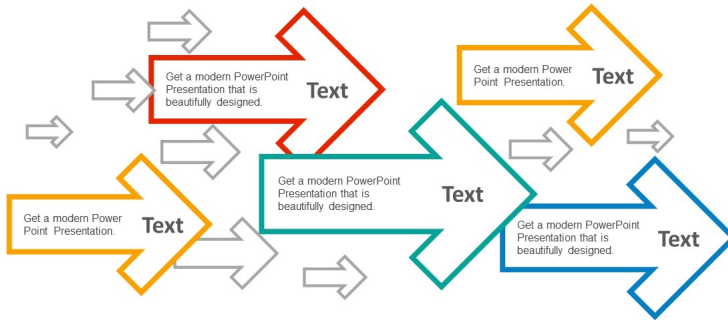 Get a modern PowerPoint
Presentation that is
beautifully designed.
Text
Get a modern Power
Point Presentation.
Text
Get a modern PowerPoint
Presentation that is
beautifully designed.
Text
Get a modern Power
Point Presentation.
Text
Get a modern PowerPoint
Presentation that is
beautifully designed.
Text